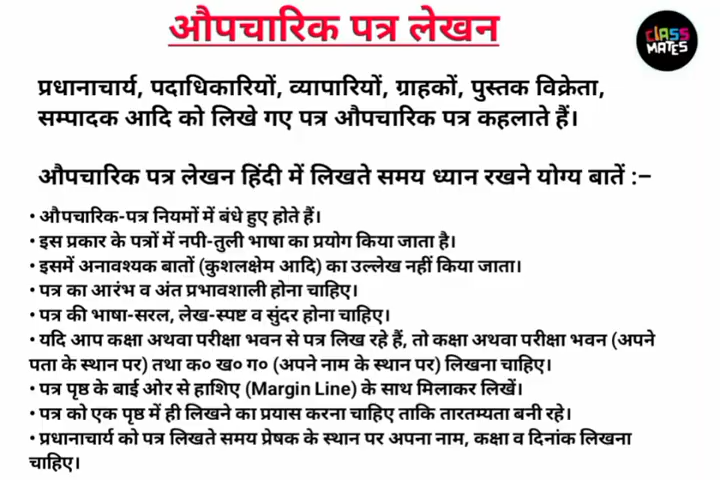 औपचारिक पत्र लेखन
CLASS
MATES
प्रधानाचार्य, पदाधिकारियों, व्यापारियों, ग्राहकों, पुस्तक विक्रेता,
सम्पादक आदि को लिखे गए पत्र औपचारिक पत्र कहलाते हैं।
औपचारिक पत्र लेखन हिंदी में लिखते समय ध्यान रखने योग्य बातें :–
• औपचारिक-पत्र नियमों में बंधे हुए होते हैं।
• इस प्रकार के पत्रों में नपी-तुली भाषा का प्रयोग किया जाता है।
• इसमें अनावश्यक बातों (कुशलक्षेम आदि) का उल्लेख नहीं किया जाता।
• पत्र का आरंभ व अंत प्रभावशाली होना चाहिए।
• पत्र की भाषा-सरल, लेख-स्पष्ट व सुंदर होना चाहिए।
• यदि आप कक्षा अथवा परीक्षा भवन से पत्र लिख रहे हैं, तो कक्षा अथवा परीक्षा भवन (अपने
पता के स्थान पर) तथा क० ख० ग० (अपने नाम के स्थान पर) लिखना चाहिए।
• पत्र पृष्ठ के बाई ओर से हाशिए (Margin Line) के साथ मिलाकर लिखें।
• पत्र को एक पृष्ठ में ही लिखने का प्रयास करना चाहिए ताकि तारतम्यता बनी रहे।
• प्रधानाचार्य को पत्र लिखते समय प्रेषक के स्थान पर अपना नाम, कक्षा व दिनांक लिखना
चाहिए।